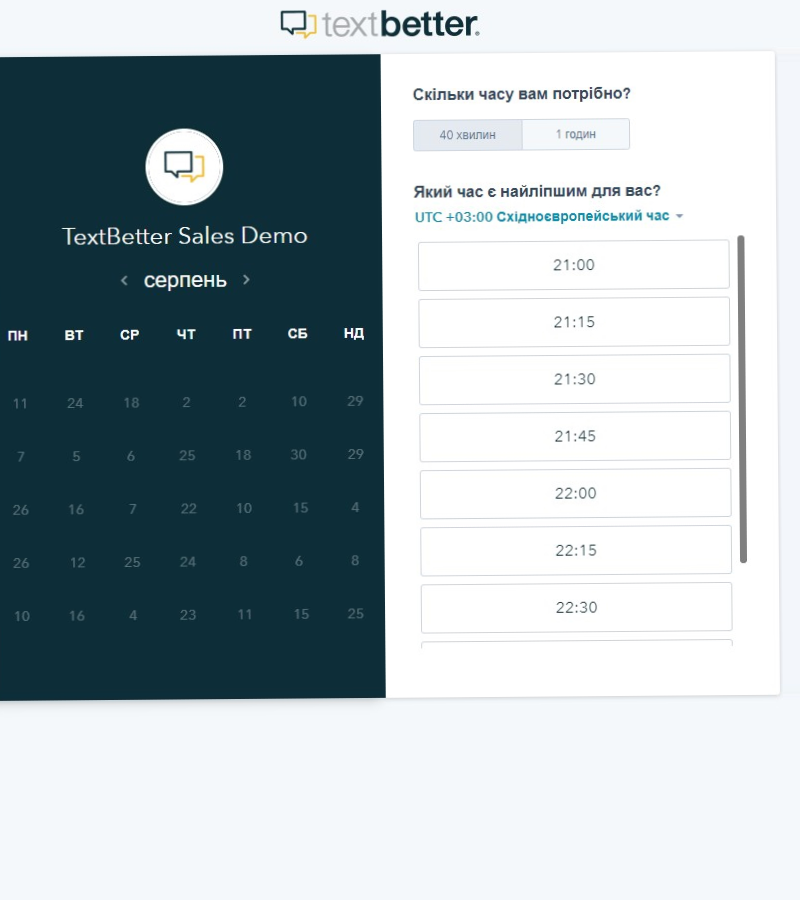 textbetter.
TextBetter Sales Demo
серпень
ПН ВТ СР ЧТ ПТ СБ НД
11 24 18 2 2 10 29
7 5 6 25 18 30 29
26 16 7 22 10 15 4
26 12 25 24 8 6 8
10 16 4 23 11 15 25
Скільки часу вам потрібно?
40 хвилин 1 годин
Який час є найліпшим для вас?
UTC +03:00 Східноєвропейський час
21:00
21:15
21:30
21:45
22:00
22:15
22:30